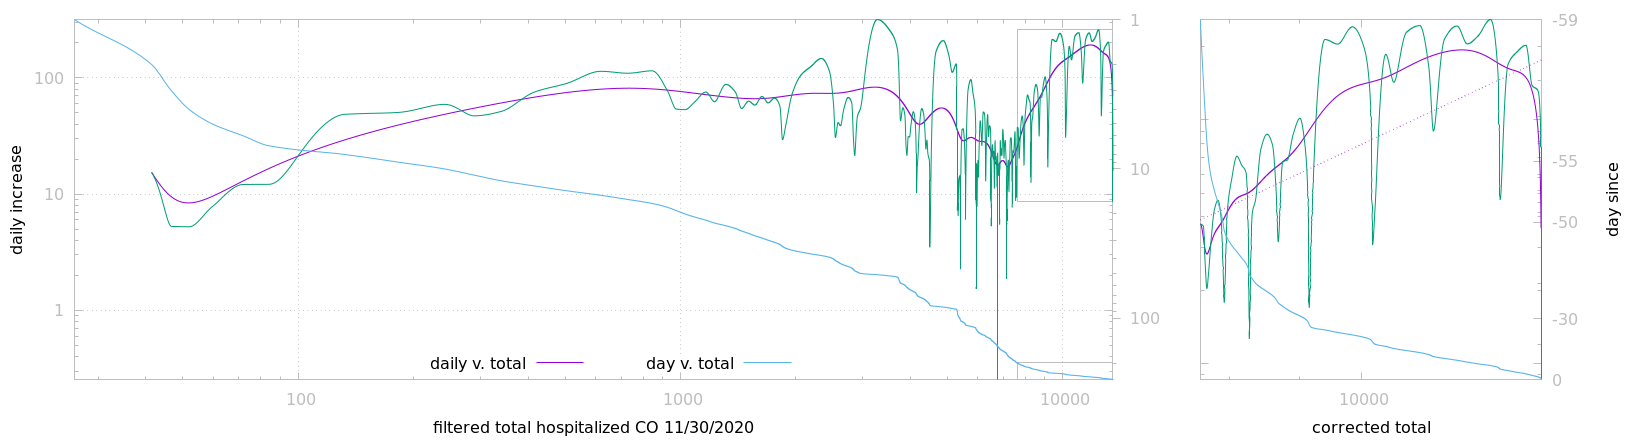 daily increase
100
10
1
1
10
100
daily v. total
day v. total
100
1000
10000
filtered total hospitalized CO 11/30/2020
-59
-55
-50
-30
0
day since
10000
corrected total